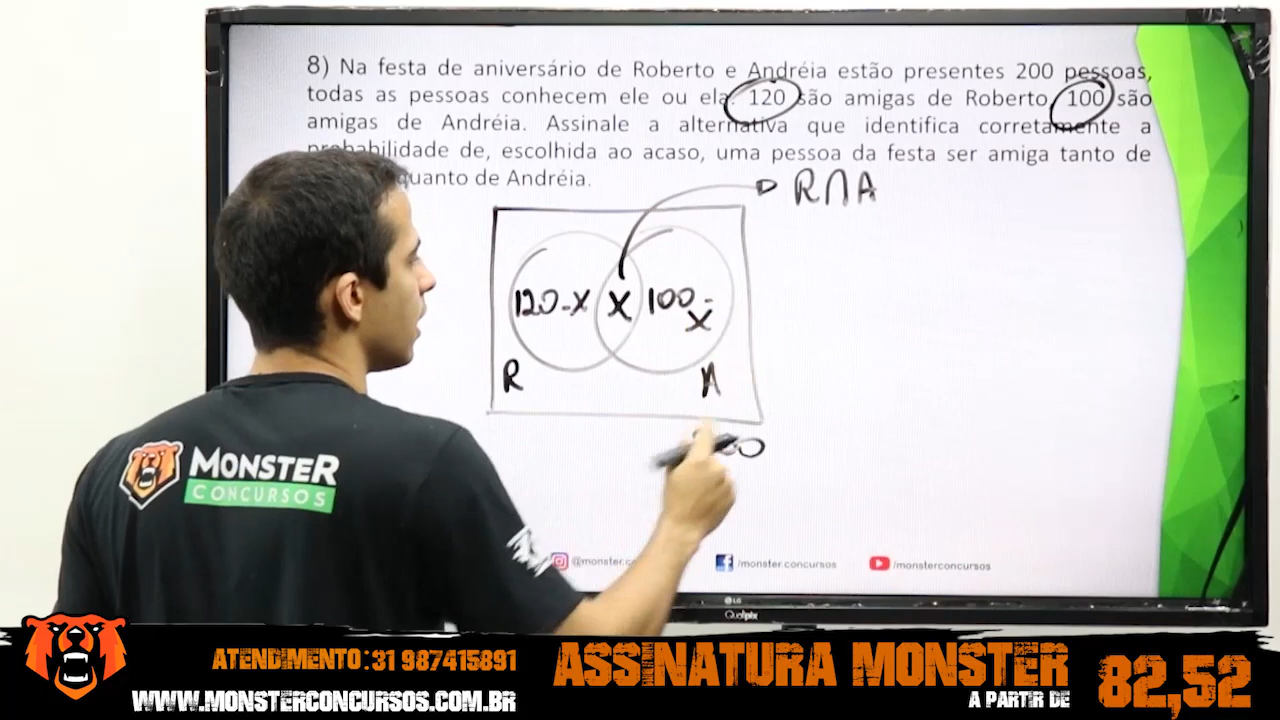 8) Na festa de aniversário de Roberto e Andréia estão presentes 200 pessoas,
todas as pessoas conhecem ele ou ela. 120 são amigas de Roberto 100 são
amigas de Andréia. Assinale a alternativa que identifica corretamente a
probabilidade de, escolhida ao acaso, uma pessoa da festa ser amiga tanto de
quanto de Andréia.
R∩A
120-X X 100-
X
R A
MONSTER
CONCURSOS
/monster.concursos
/monsterconcursos
LG
Qualipix
ATENDIMENTO: 31 987415891
WWW.MONSTERCONCURSOS.COM.BR
ASSINATURA MONSTER
A PARTIR DE
82,52